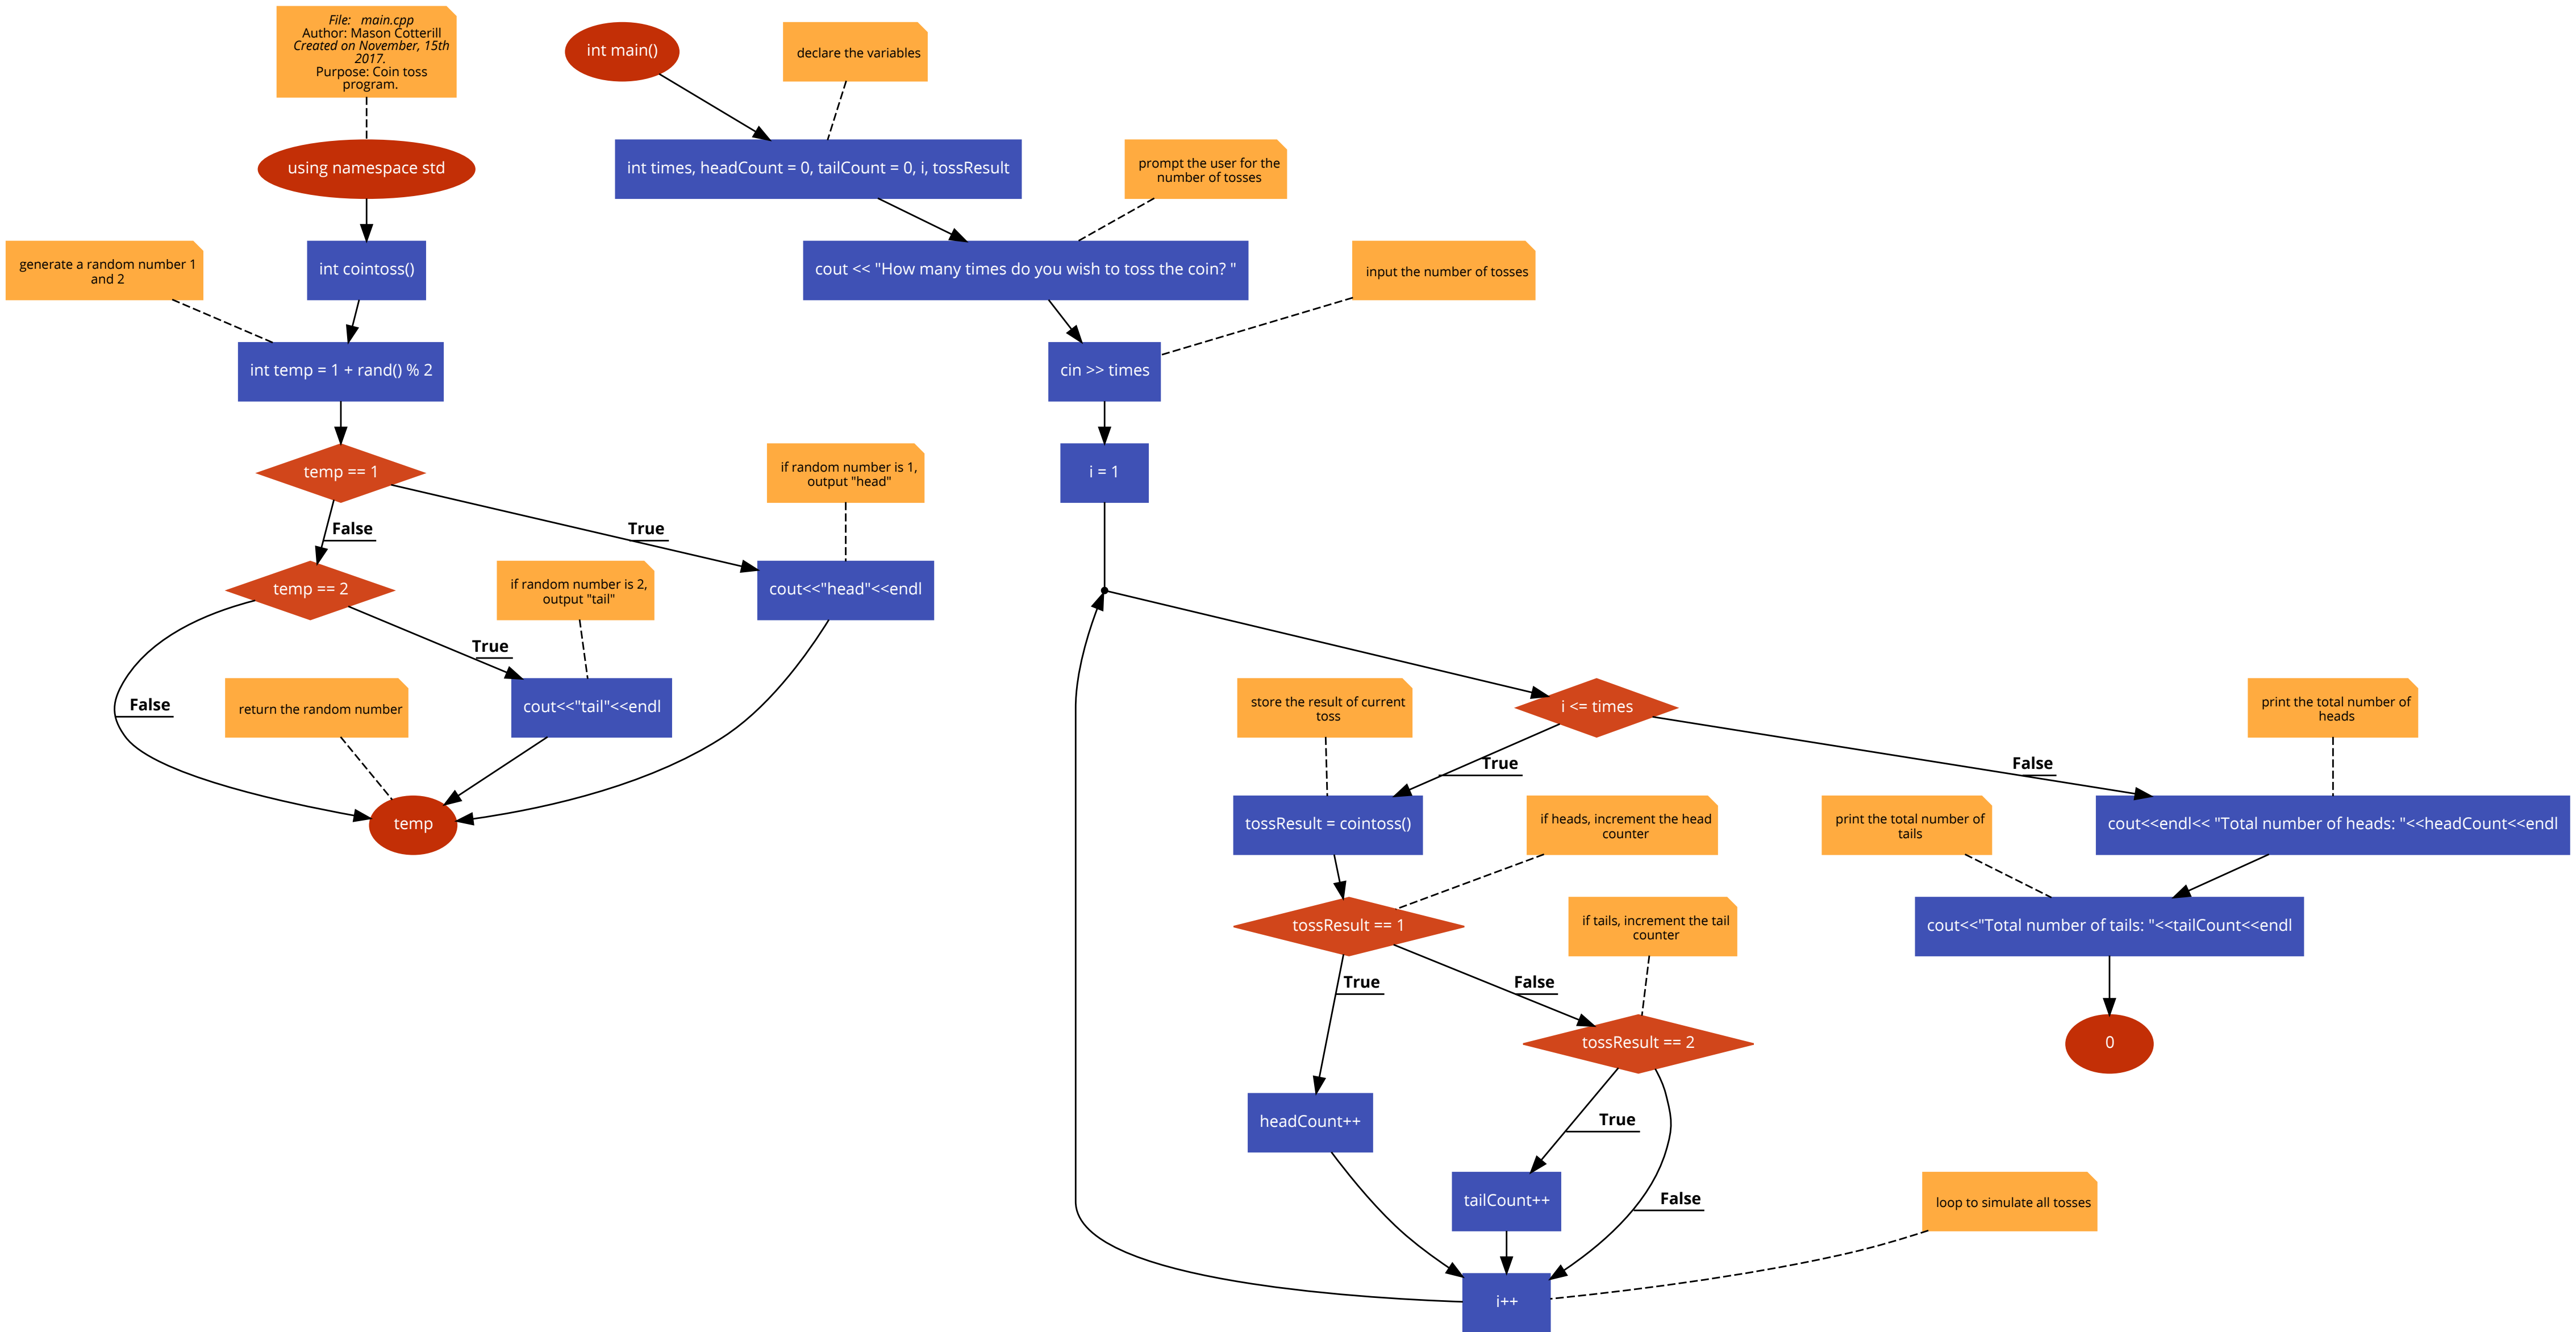 File:   main.cpp
Author: Mason Cotterill
Created on November, 15th
2017.
Purpose: Coin toss
program.
using namespace std
generate a random number 1
and 2
int cointoss()
int temp = 1 + rand() % 2
temp == 1
False
True
if random number is 1,
output "head"
temp == 2
if random number is 2,
output "tail"
cout<<"head"<<endl
True
False
return the random number
cout<<"tail"<<endl
temp
int main()
declare the variables
int times, headCount = 0, tailCount = 0, i, tossResult
prompt the user for the
number of tosses
cout << "How many times do you wish to toss the coin? "
input the number of tosses
cin >> times
i = 1
i <= times
store the result of current
toss
True
False
print the total number of
heads
tossResult = cointoss()
if heads, increment the head
counter
print the total number of
tails
cout<<endl<< "Total number of heads: "<<headCount<<endl
tossResult == 1
if tails, increment the tail
counter
cout<<"Total number of tails: "<<tailCount<<endl
True
False
tossResult == 2
0
headCount++
True
tailCount++
False
loop to simulate all tosses
i++